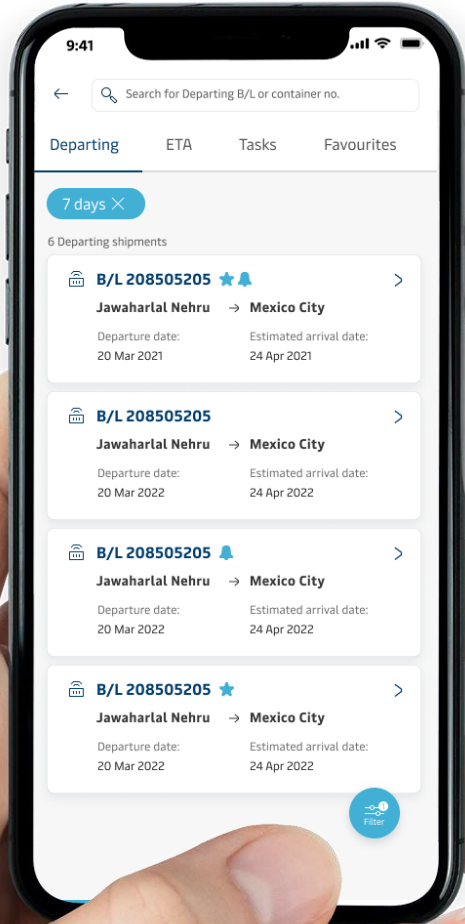 9:41
Search for Departing B/L or container no.
Departing ETA Tasks Favourites
7 days
6 Departing shipments
B/L 208505205
Jawaharlal Nehru → Mexico City
Departure date: Estimated arrival date:
20 Mar 2021 24 Apr 2021
B/L 208505205
Jawaharlal Nehru → Mexico City
Departure date: Estimated arrival date:
20 Mar 2022 24 Apr 2022
B/L 208505205
Jawaharlal Nehru → Mexico City
Departure date: Estimated arrival date:
20 Mar 2022 24 Apr 2022
B/L 208505205
Jawaharlal Nehru → Mexico City
Departure date: Estimated arrival date:
20 Mar 2022 24 Apr 2022
1
Filter